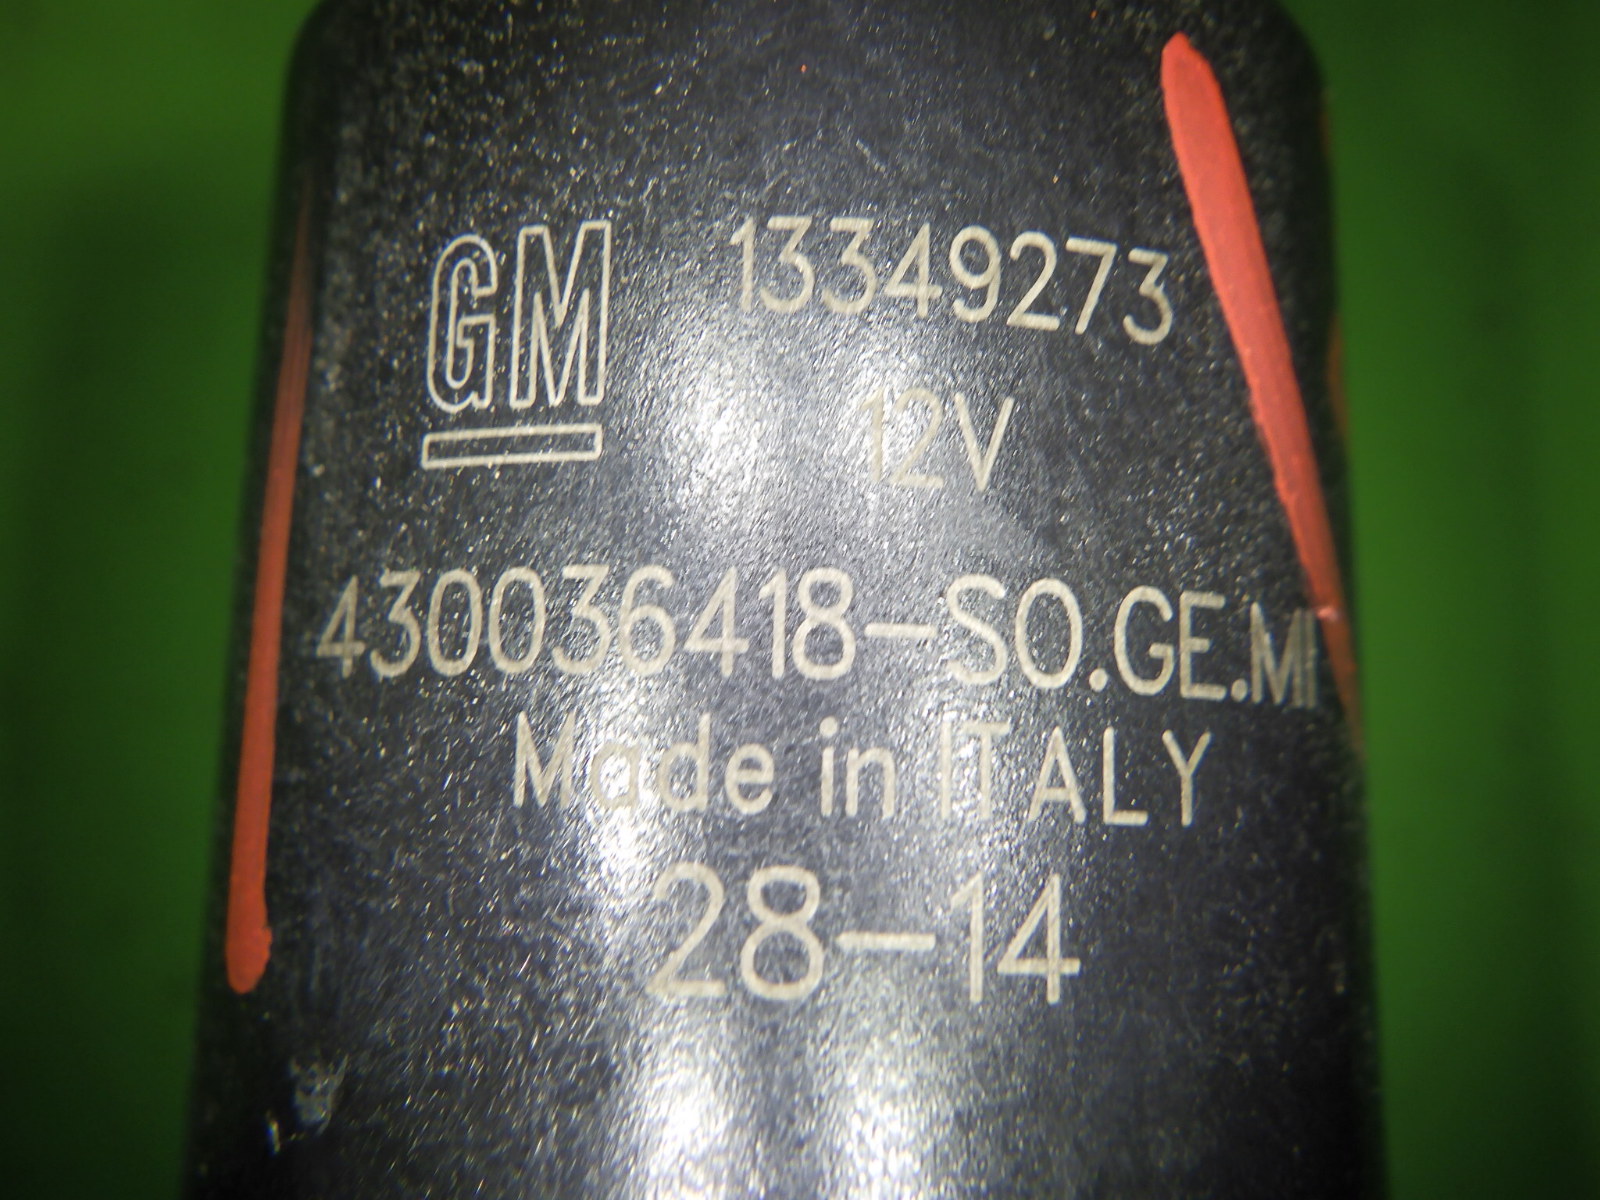 GM 13349273
12V
430036418-SO.GE.MI
Made in ITALY
28-14